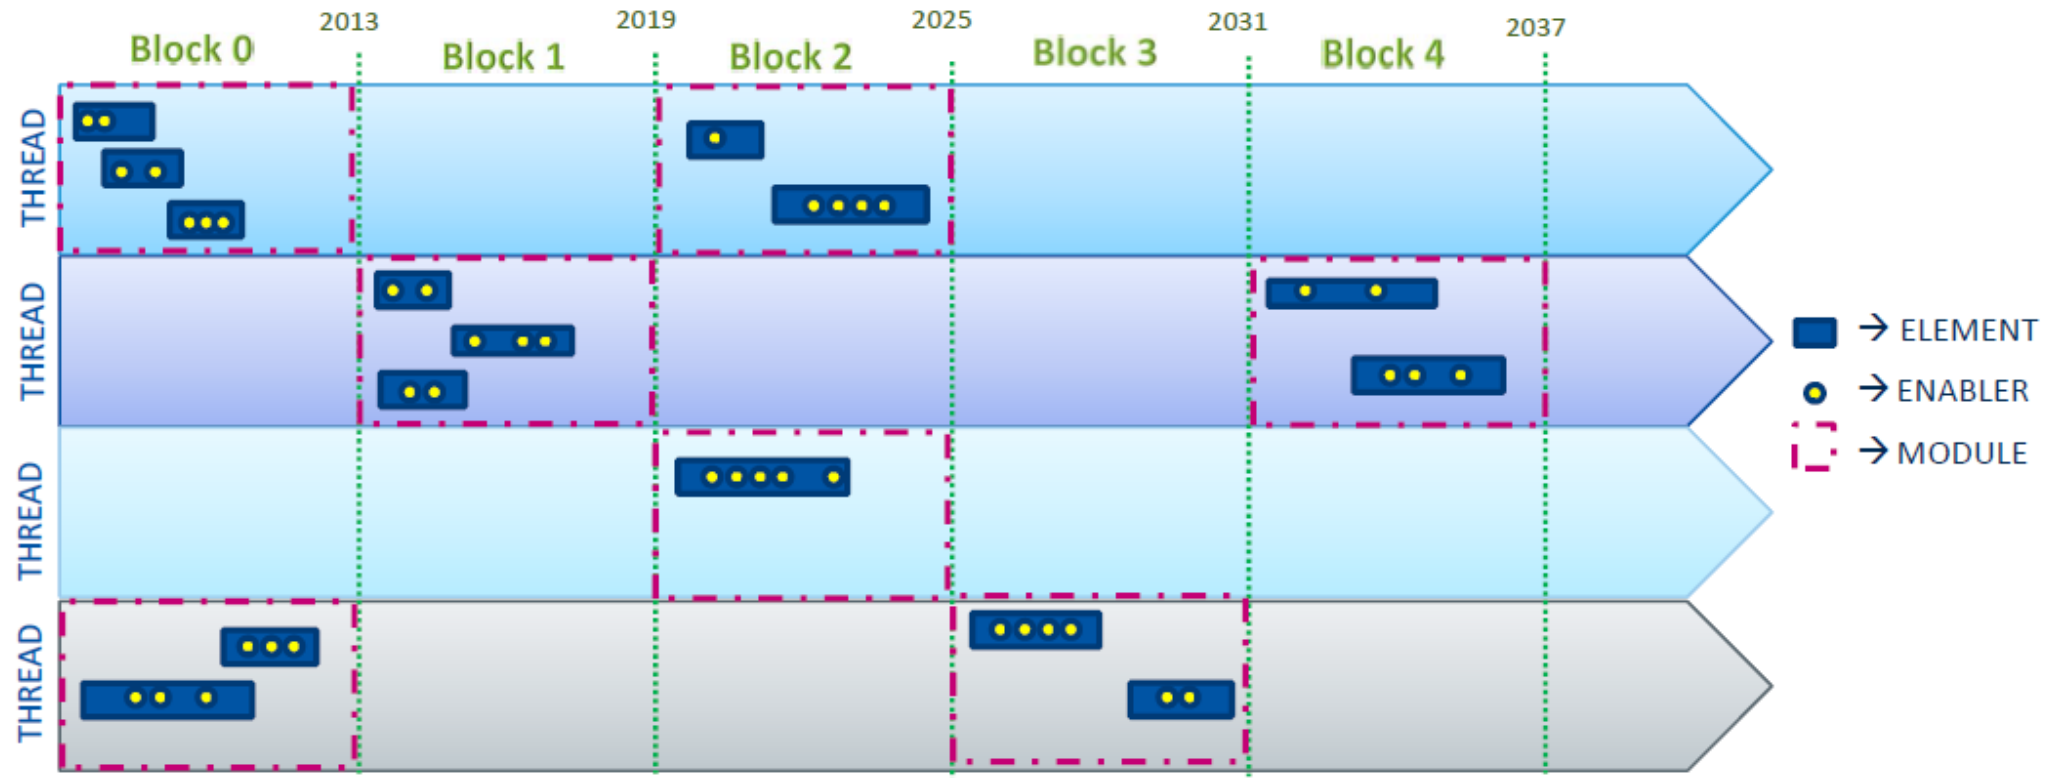 2013
2019
2025
2031
2037
Block 0
Block 1
Block 2
Block 3
Block 4
THREAD
THREAD
THREAD
THREAD
→ ELEMENT
→ ENABLER
→ MODULE